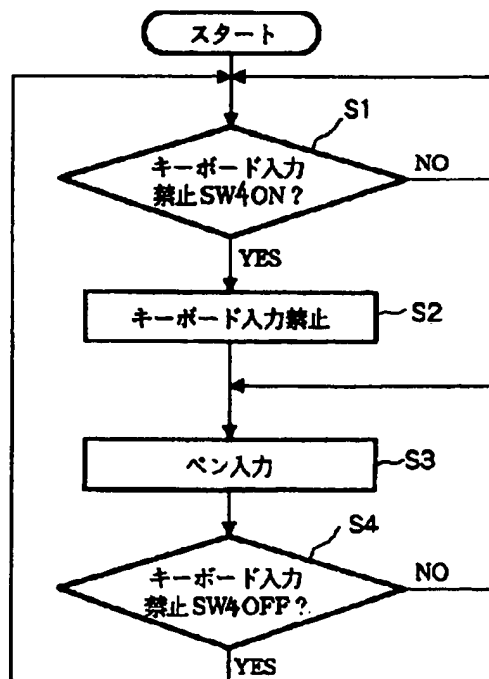 スタート
S1
キーボード入力
禁止SW4ON?
NO
YES
キーボード入力禁止
S2
ペン入力
S3
S4
キーボード入力
禁止SW4OFF?
NO
YES